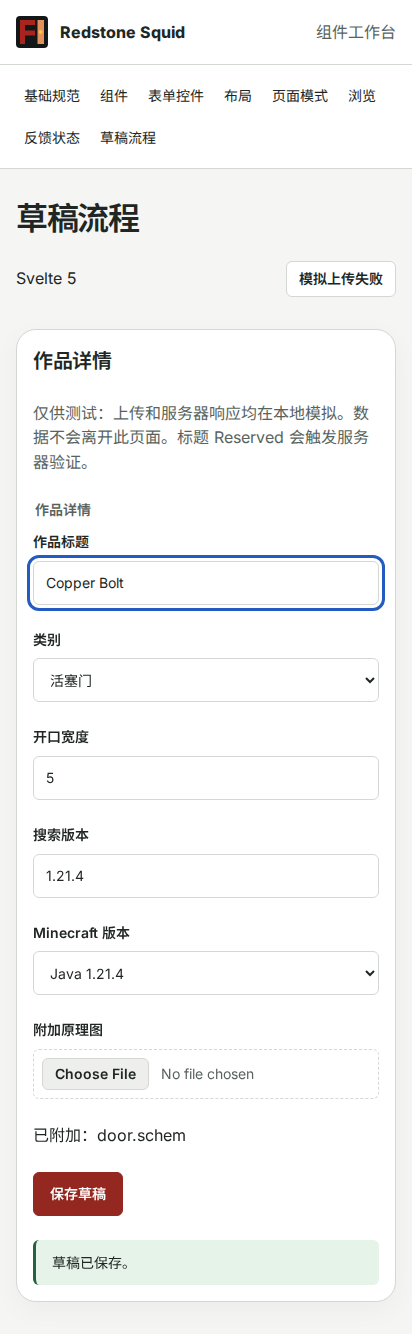 Redstone Squid
组件工作台
基础规范 组件 表单控件 布局 页面模式 浏览
反馈状态 草稿流程
草稿流程
Svelte 5
模拟上传失败
作品详情
仅供测试：上传和服务器响应均在本地模拟。数
据不会离开此页面。标题 Reserved 会触发服务
器验证。
作品详情
作品标题
Copper Bolt
类别
活塞门
开口宽度
5
搜索版本
1.21.4
Minecraft 版本
Java 1.21.4
附加原理图
Choose File No file chosen
已附加：door.schem
保存草稿
草稿已保存。